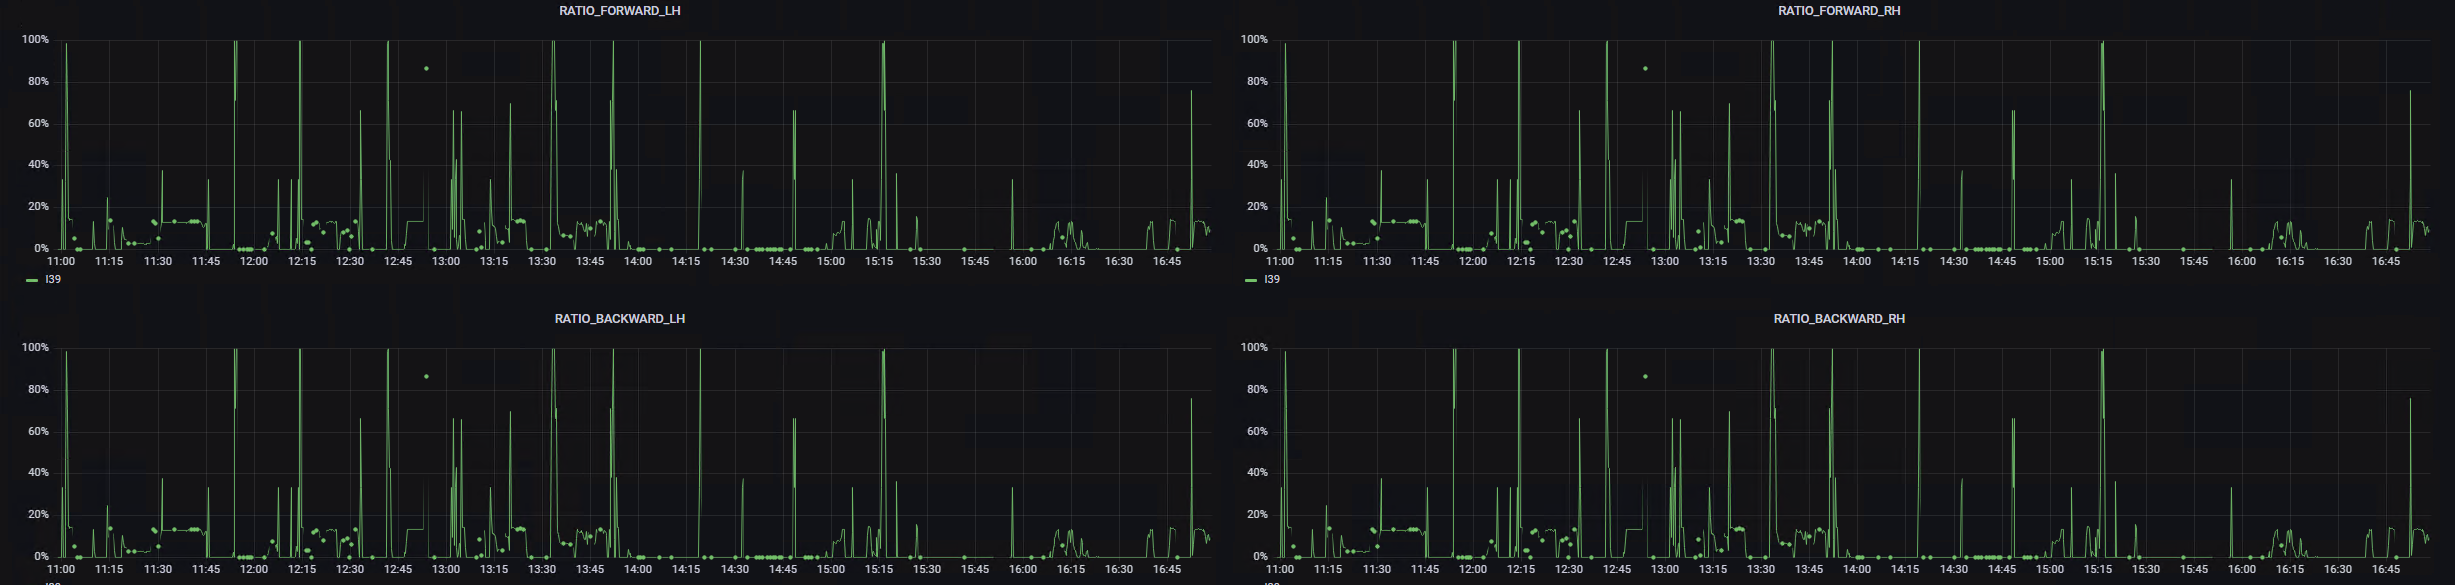 RATIO_FORWARD_LH
100%
80%
60%
40%
20%
0%
11:00 11:15 11:30 11:45 12:00 12:15 12:30 12:45 13:00 13:15 13:30 13:45 14:00 14:15 14:30 14:45 15:00 15:15 15:30 15:45 16:00 16:15 16:30 16:45
I39
RATIO_FORWARD_RH
100%
80%
60%
40%
20%
0%
11:00 11:15 11:30 11:45 12:00 12:15 12:30 12:45 13:00 13:15 13:30 13:45 14:00 14:15 14:30 14:45 15:00 15:15 15:30 15:45 16:00 16:15 16:30 16:45
I39
RATIO_BACKWARD_LH
100%
80%
60%
40%
20%
0%
11:00 11:15 11:30 11:45 12:00 12:15 12:30 12:45 13:00 13:15 13:30 13:45 14:00 14:15 14:30 14:45 15:00 15:15 15:30 15:45 16:00 16:15 16:30 16:45
RATIO_BACKWARD_RH
100%
80%
60%
40%
20%
0%
11:00 11:15 11:30 11:45 12:00 12:15 12:30 12:45 13:00 13:15 13:30 13:45 14:00 14:15 14:30 14:45 15:00 15:15 15:30 15:45 16:00 16:15 16:30 16:45